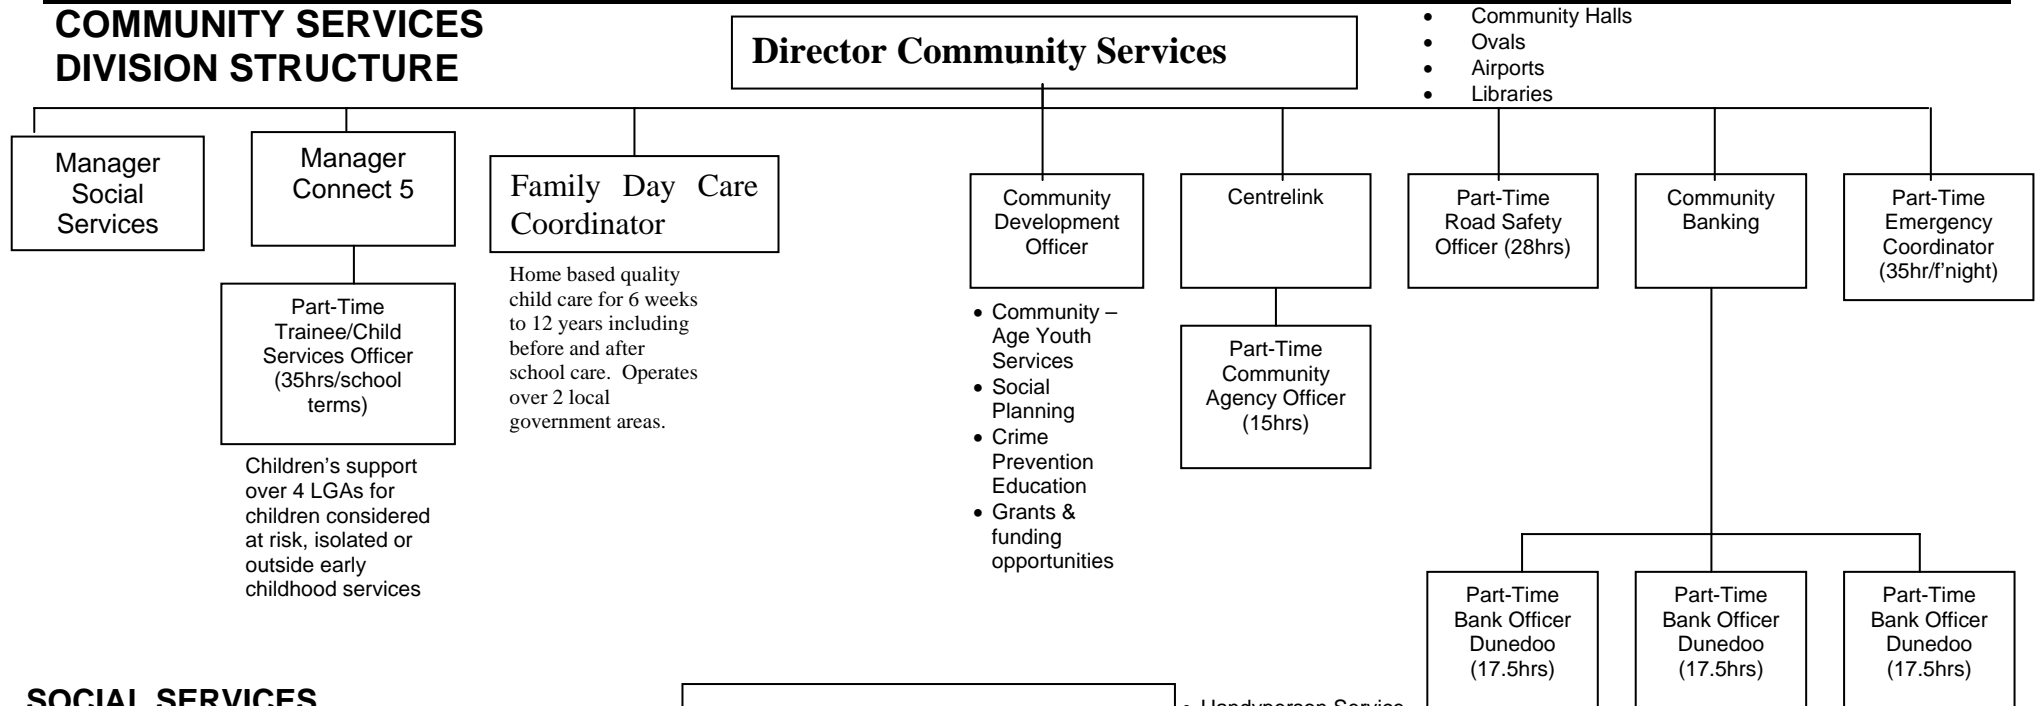 COMMUNITY SERVICES
DIVISION STRUCTURE
Director Community Services
• Community Halls
• Ovals
• Airports
• Libraries
Manager
Social
Services
Manager
Connect 5
Family Day Care
Coordinator
Community
Development
Officer
Centrelink
Part-Time
Road Safety
Officer (28hrs)
Community
Banking
Part-Time
Emergency
Coordinator
(35hr/f'night)
Part-Time
Trainee/Child
Services Officer
(35hrs/school
terms)
Home based quality
child care for 6 weeks
to 12 years including
before and after
school care. Operates
over 2 local
government areas.
• Community –
Age Youth
Services
• Social
Planning
• Crime
Prevention
Education
• Grants &
funding
opportunities
Part-Time
Community
Agency Officer
(15hrs)
Children's support
over 4 LGAs for
children considered
at risk, isolated or
outside early
childhood services
Part-Time
Bank Officer
Dunedoo
(17.5hrs)
Part-Time
Bank Officer
Dunedoo
(17.5hrs)
Part-Time
Bank Officer
Dunedoo
(17.5hrs)
SOCIAL SERVICES
• Handyperson Service